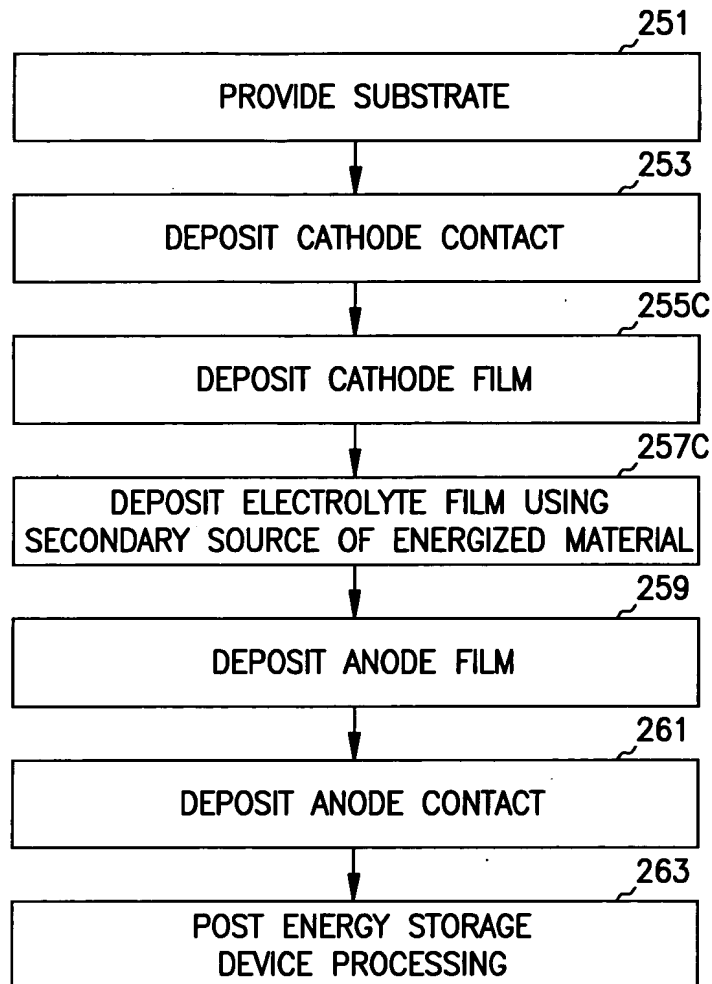 251
PROVIDE SUBSTRATE
253
DEPOSIT CATHODE CONTACT
255C
DEPOSIT CATHODE FILM
257C
DEPOSIT ELECTROLYTE FILM USING
SECONDARY SOURCE OF ENERGIZED MATERIAL
259
DEPOSIT ANODE FILM
261
DEPOSIT ANODE CONTACT
263
POST ENERGY STORAGE
DEVICE PROCESSING